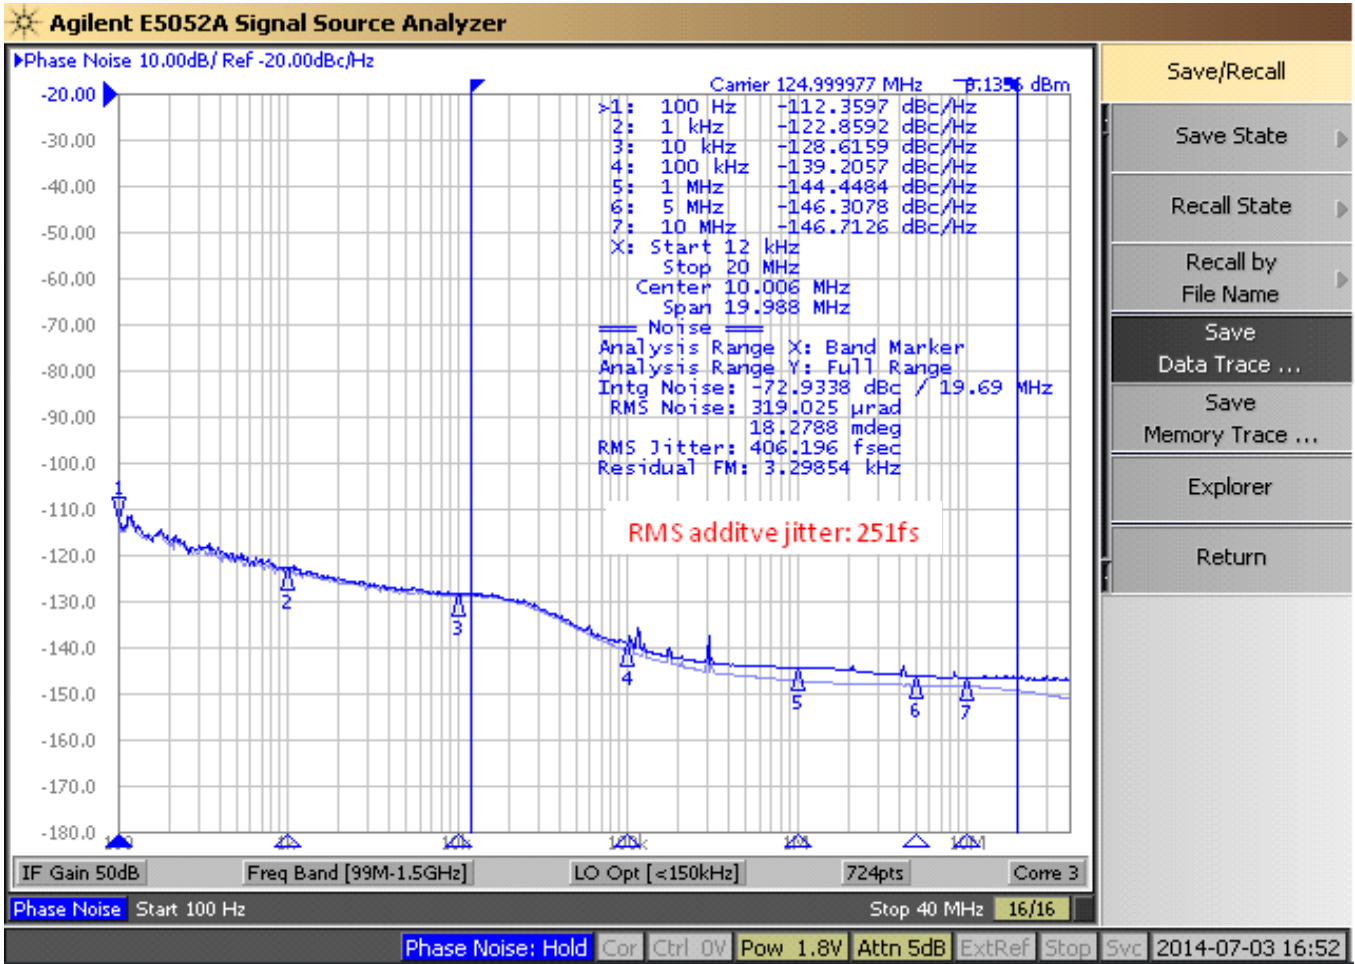 Agilent E5052A Signal Source Analyzer
Phase Noise 10.00dB/ Ref -20.00dBc/Hz
Carrier 124.999977 MHz dBm
>1: 100 Hz -112.3597 dBc/Hz
2: 1 kHz -122.8592 dBc/Hz
3: 10 kHz -128.6159 dBc/Hz
4: 100 kHz -139.2057 dBc/Hz
5: 1 MHz -144.4484 dBc/Hz
6: 5 MHz -146.3078 dBc/Hz
7: 10 MHz -146.7126 dBc/Hz
X: Start 12 kHz
Stop 20 MHz
Center 10.006 MHz
Span 19.988 MHz
=== Noise ===
Analysis Range X: Band Marker
Analysis Range Y: Full Range
Intg Noise: -72.9338 dBc / 19.69 MHz
RMS Noise: 319.025 µrad
18.2788 mdeg
RMS Jitter: 406.196 fsec
Residual FM: 3.29854 kHz
RMS additve jitter: 251fs
-20.00
-30.00
-40.00
-50.00
-60.00
-70.00
-80.00
-90.00
-100.0
-110.0
-120.0
-130.0
-140.0
-150.0
-160.0
-170.0
-180.0
1
2
3
4
5
6
7
IF Gain 50dB
Freq Band [99M-1.5GHz]
LO Opt [<150kHz]
724pts
Corre 3
Phase Noise Start 100 Hz
Stop 40 MHz 16/16
Phase Noise: Hold Cor Ctrl 0V Pow 1.8V Attn 5dB ExtRef Stop Svc 2014-07-03 16:52
Save/Recall
Save State
Recall State
Recall by
File Name
Save
Data Trace ...
Save
Memory Trace ...
Explorer
Return